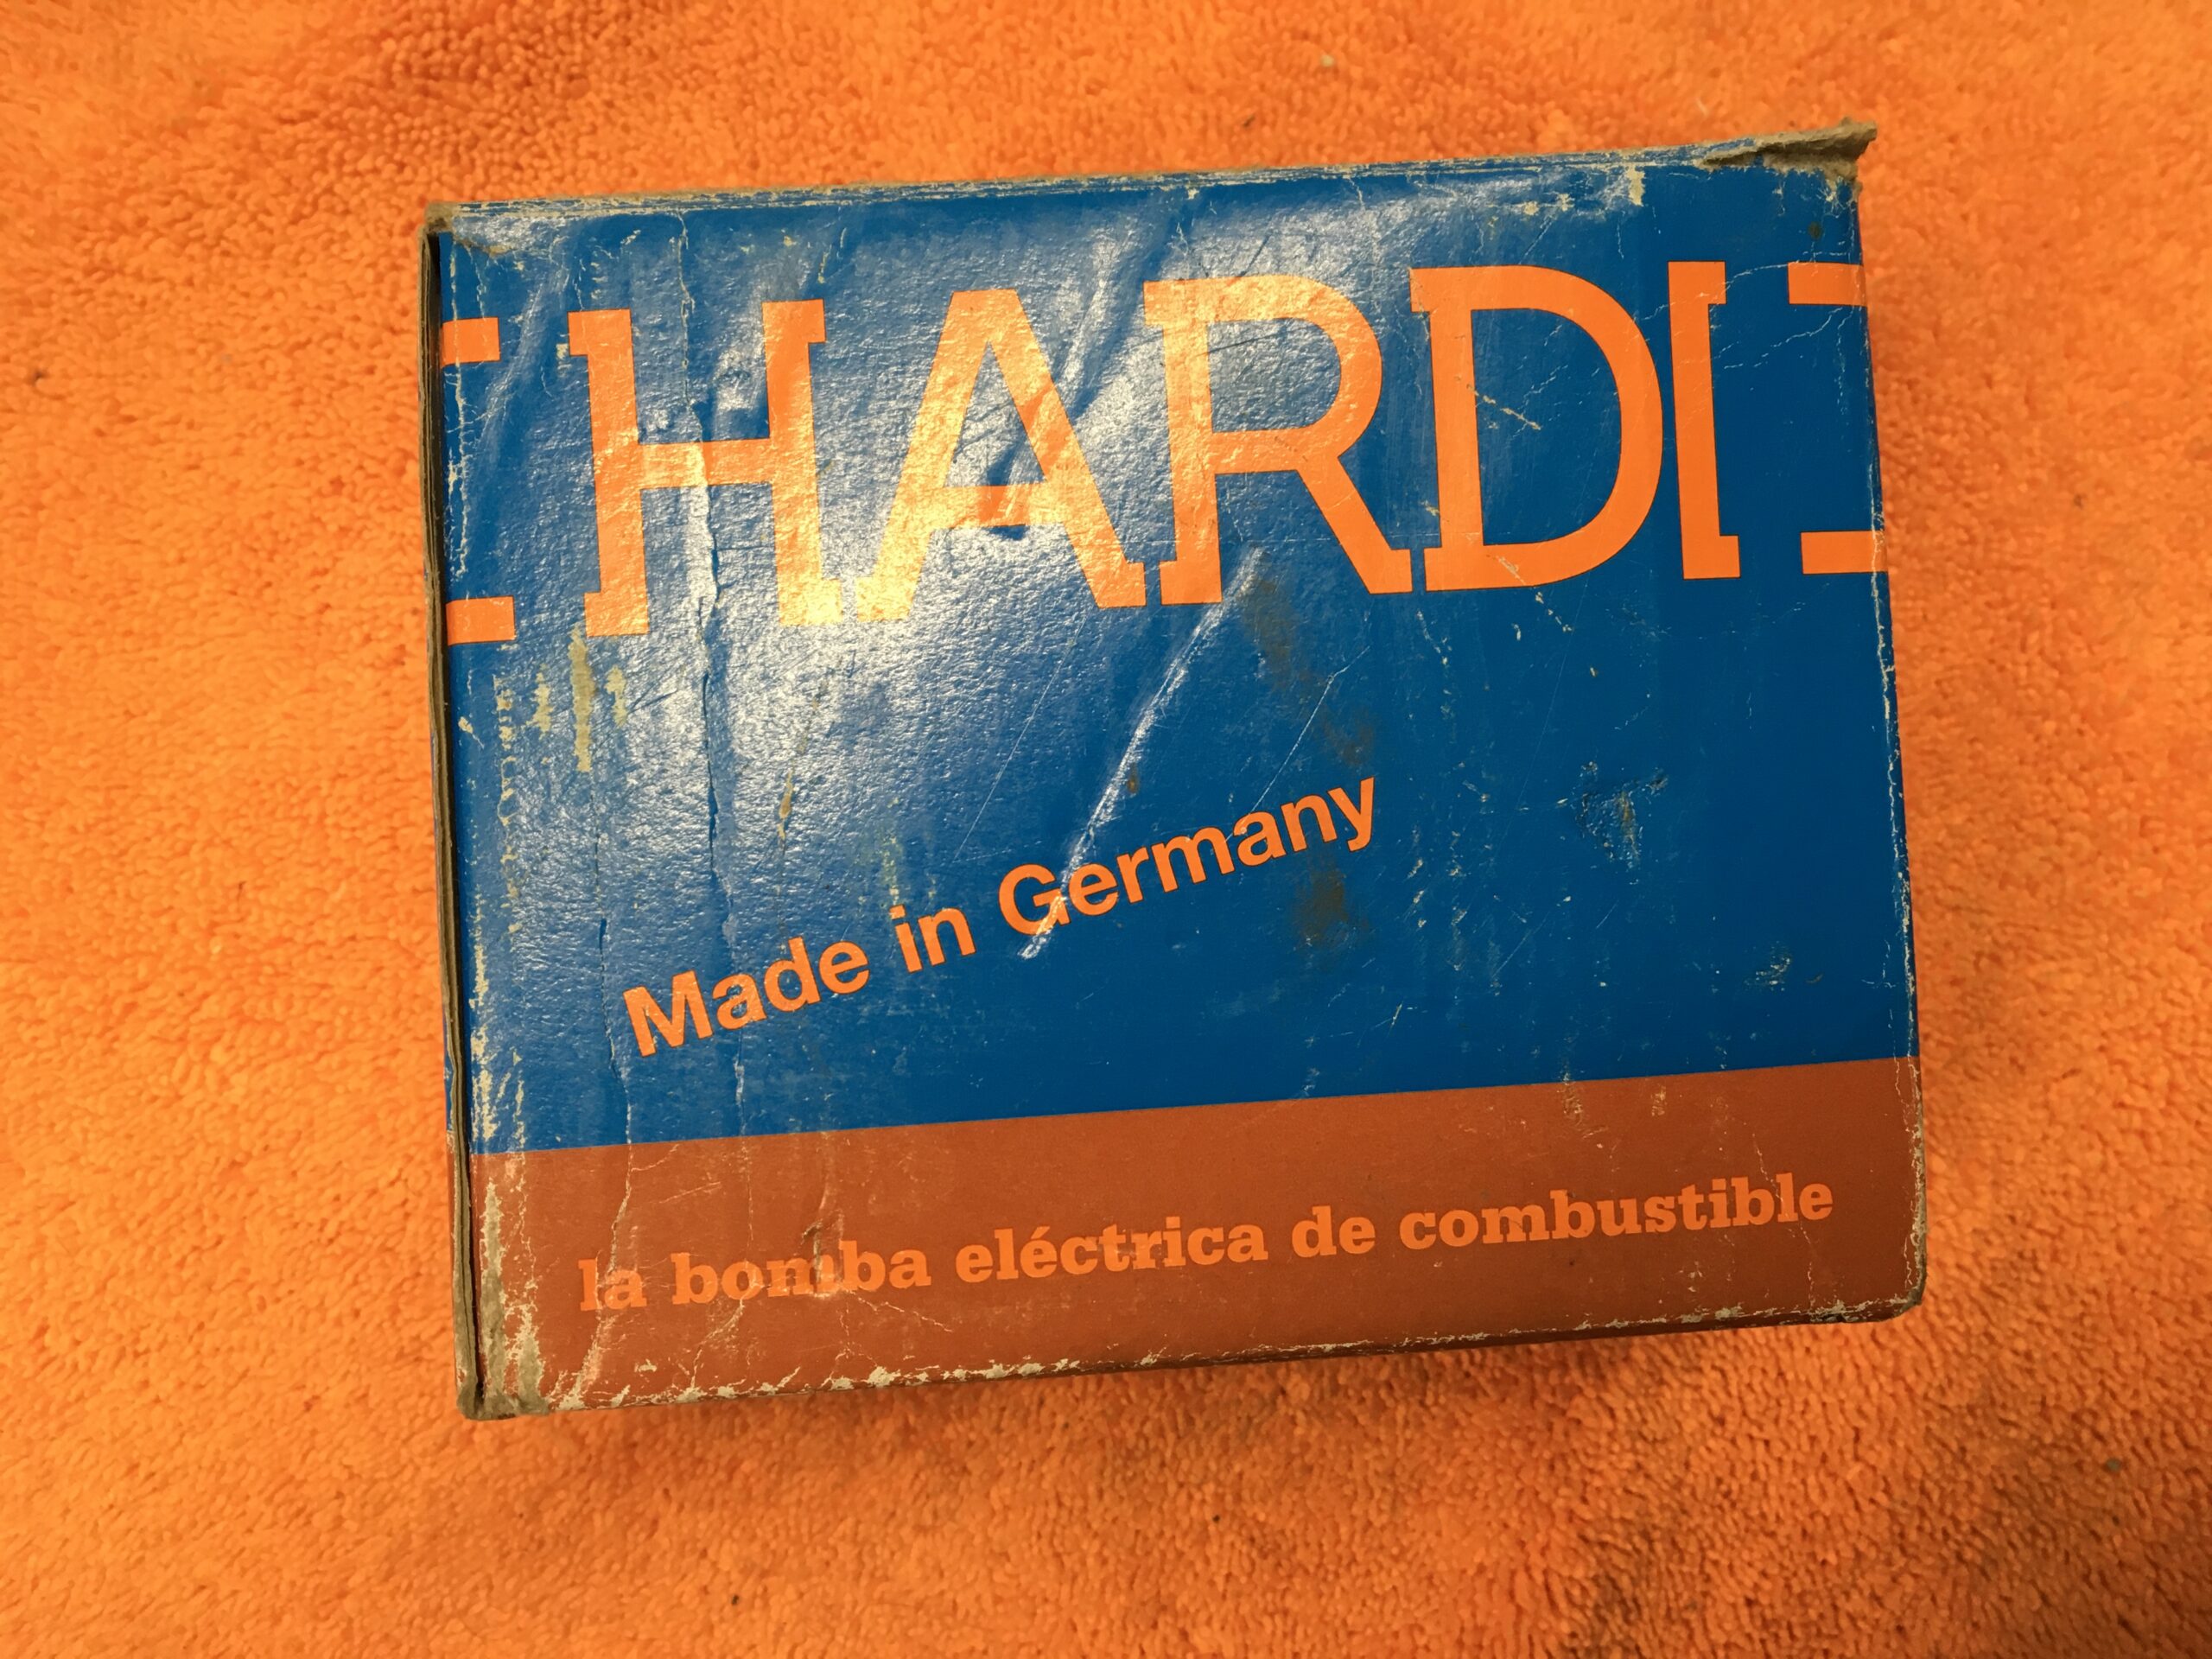 HARDI
Made in Germany
la bomba eléctrica de combustible